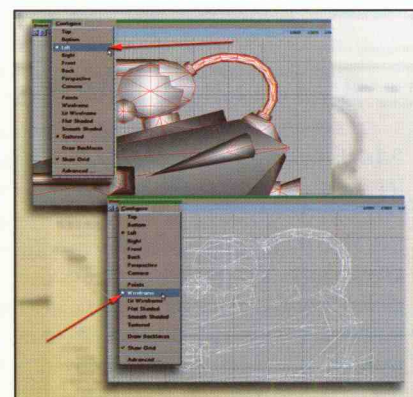 Configure
Top
Bottom
Left
Right
Front
Back
Perspective
Camera
Points
Wireframe
Lit Wireframe
Flat Shaded
Smooth Shaded
Textured
Draw Backfaces
Show Grid
Advanced ...
Configure
Top
Bottom
Left
Right
Front
Back
Perspective
Camera
Points
Wireframe
Lit Wireframe
Flat Shaded
Smooth Shaded
Textured
Draw Backfaces
Show Grid
Advanced ...